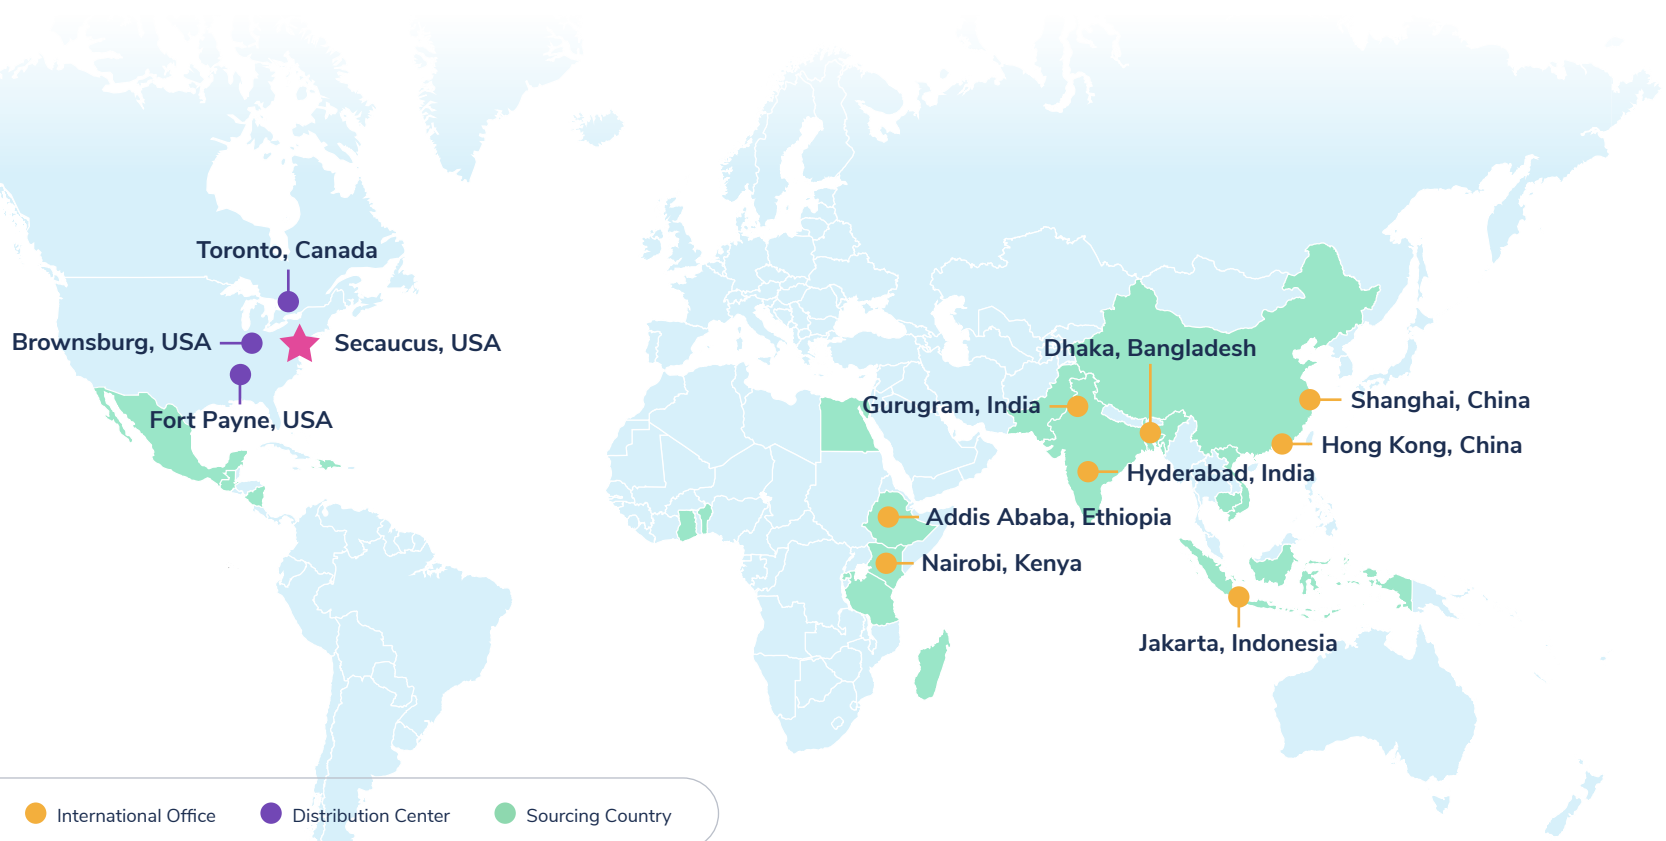 Toronto, Canada
Brownsburg, USA
Secaucus, USA
Fort Payne, USA
Dhaka, Bangladesh
Gurugram, India
Shanghai, China
Hong Kong, China
Hyderabad, India
Addis Ababa, Ethiopia
Nairobi, Kenya
Jakarta, Indonesia
International Office
Distribution Center
Sourcing Country